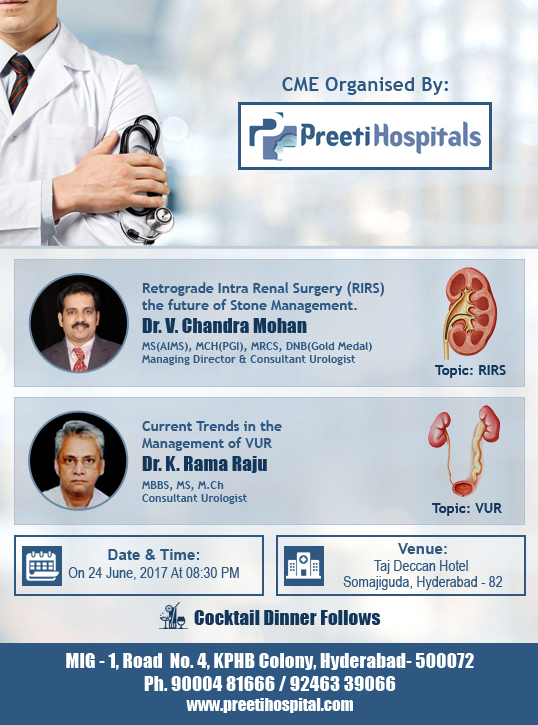 CME Organised By:
Preeti Hospitals
Retrograde Intra Renal Surgery (RIRS)
the future of Stone Management.
Dr. V. Chandra Mohan
MS(AIMS), MCH(PGI), MRCS, DNB(Gold Medal)
Managing Director & Consultant Urologist
Topic: RIRS
Current Trends in the
Management of VUR
Dr. K. Rama Raju
MBBS, MS, M.Ch
Consultant Urologist
Topic: VUR
Date & Time:
On 24 June, 2017 At 08:30 PM
Venue:
Taj Deccan Hotel
Somajiguda, Hyderabad - 82
Cocktail Dinner Follows
MIG - 1, Road No. 4, KPHB Colony, Hyderabad- 500072
Ph. 90004 81666 / 92463 39066
www.preetihospital.com